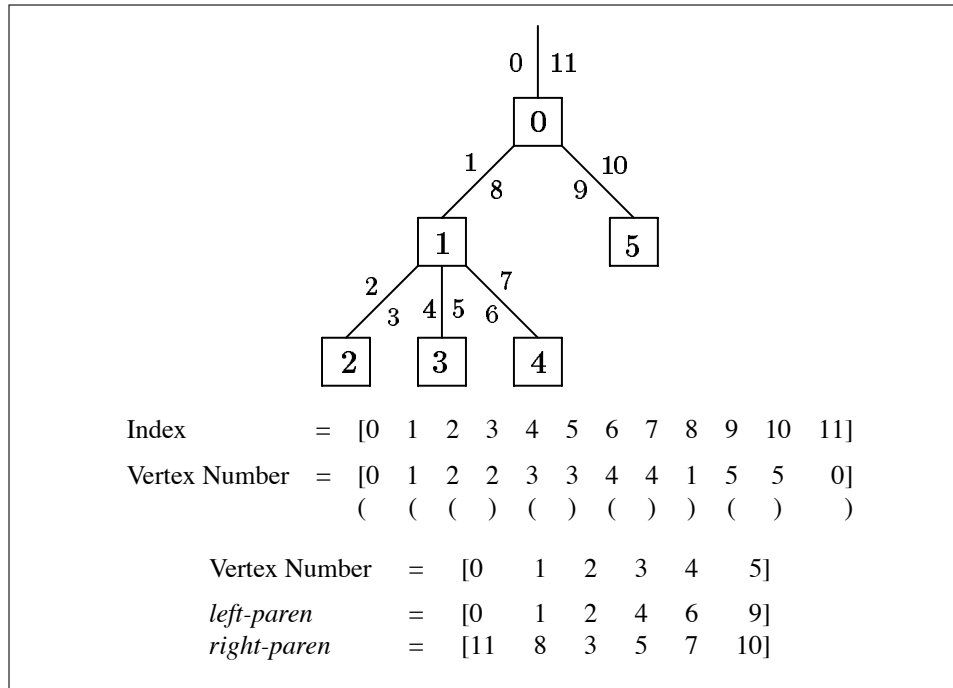 0 11
0
1 10
8 9
1 5
2 7
3 4 5 6
2 3 4
Index = [0 1 2 3 4 5 6 7 8 9 10 11]
Vertex Number = [0 1 2 2 3 3 4 4 1 5 5 0]
( ( ( ) ( ) ( ) ) ( ) )
Vertex Number = [0 1 2 3 4 5]
left-paren = [0 1 2 4 6 9]
right-paren = [11 8 3 5 7 10]